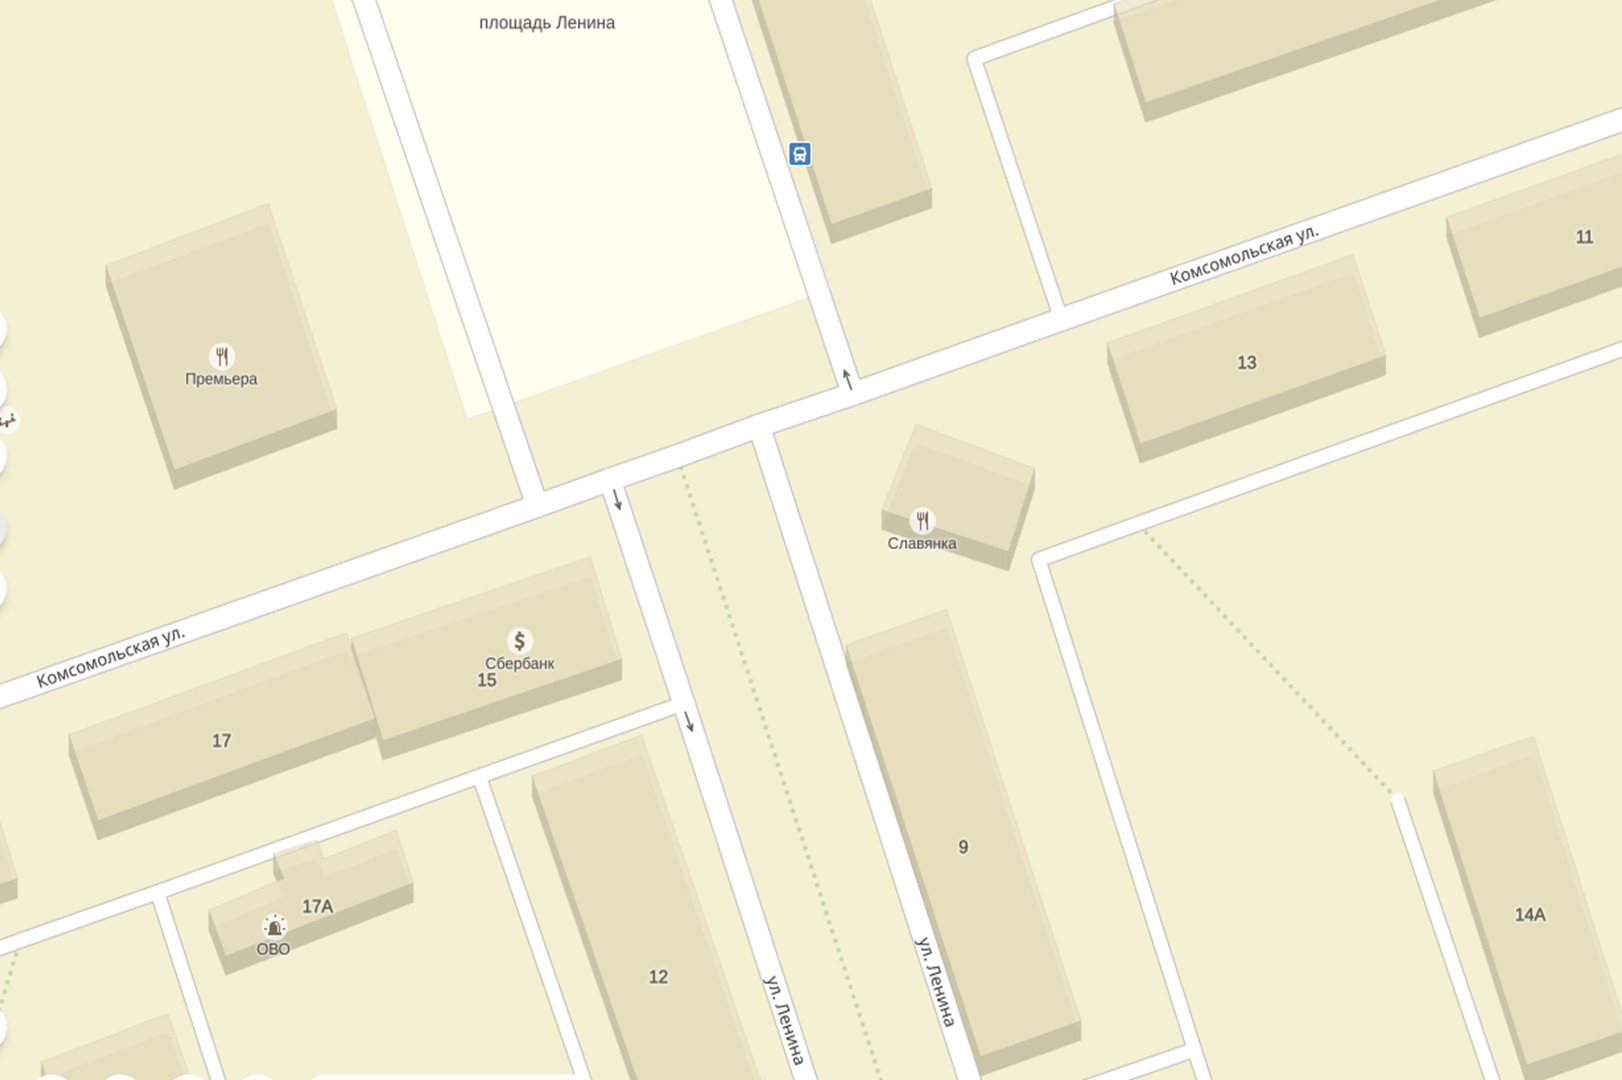 площадь Ленина
Комсомольская ул.
11
13
Премьера
Славянка
Комсомольская ул.
Сбербанк
15
17
9
17А
ОВО
14А
12
ул. Ленина
ул. Ленина